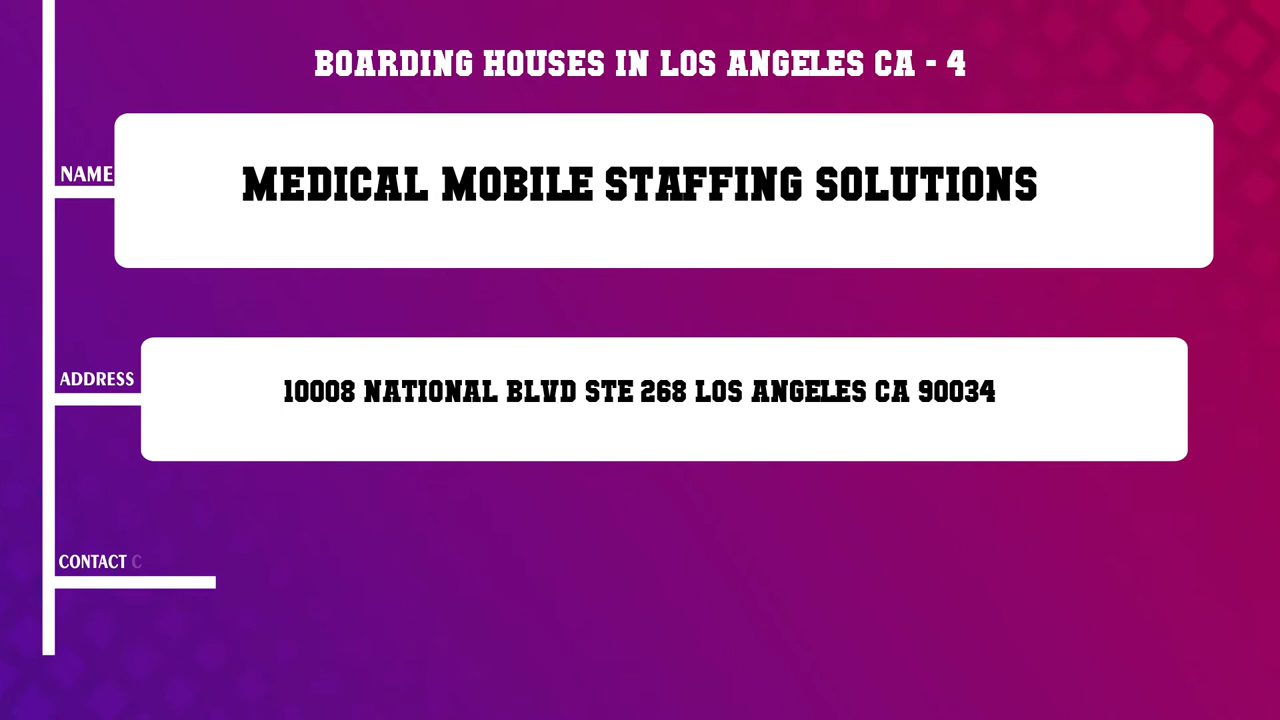 BOARDING HOUSES IN LOS ANGELES CA - 4
NAME
MEDICAL MOBILE STAFFING SOLUTIONS
ADDRESS
10008 NATIONAL BLVD STE 268 LOS ANGELES CA 90034
CONTACT C